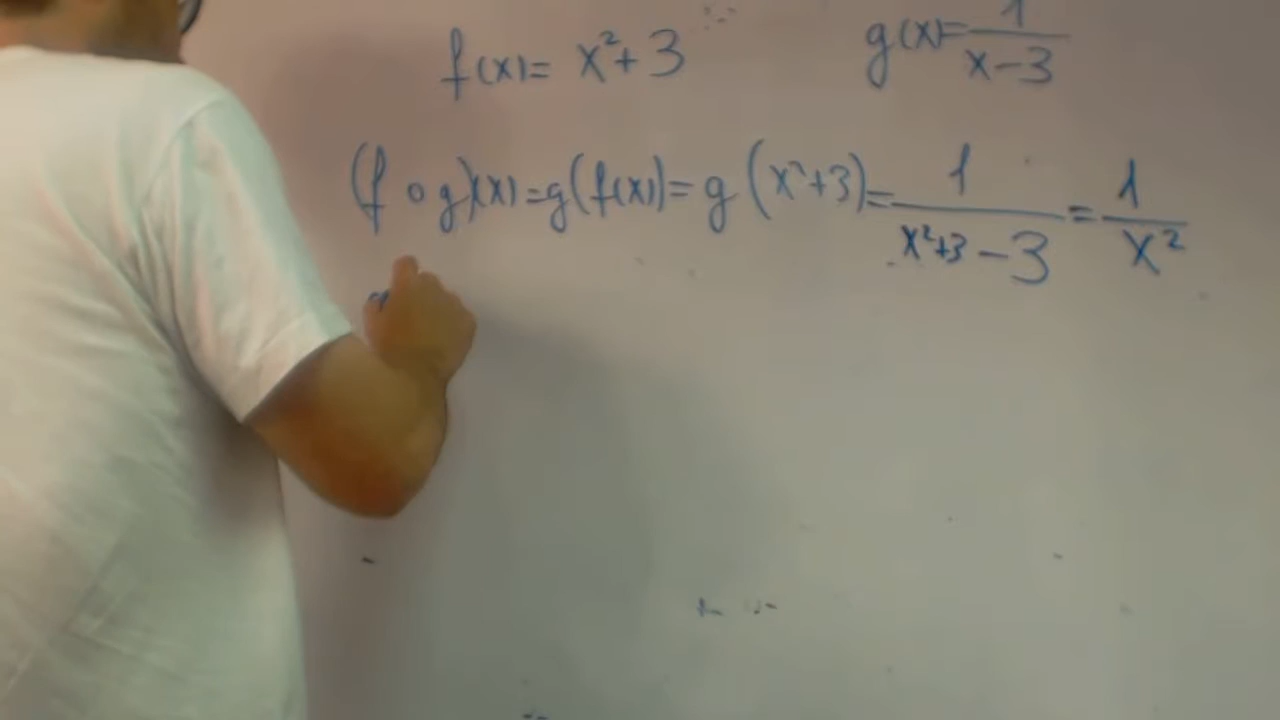 f(x)= x²+3 g(x)=1/(x-3)
(f o g)(x)=g(f(x))=g(x²+3)=1/(x²+3-3)=1/x²